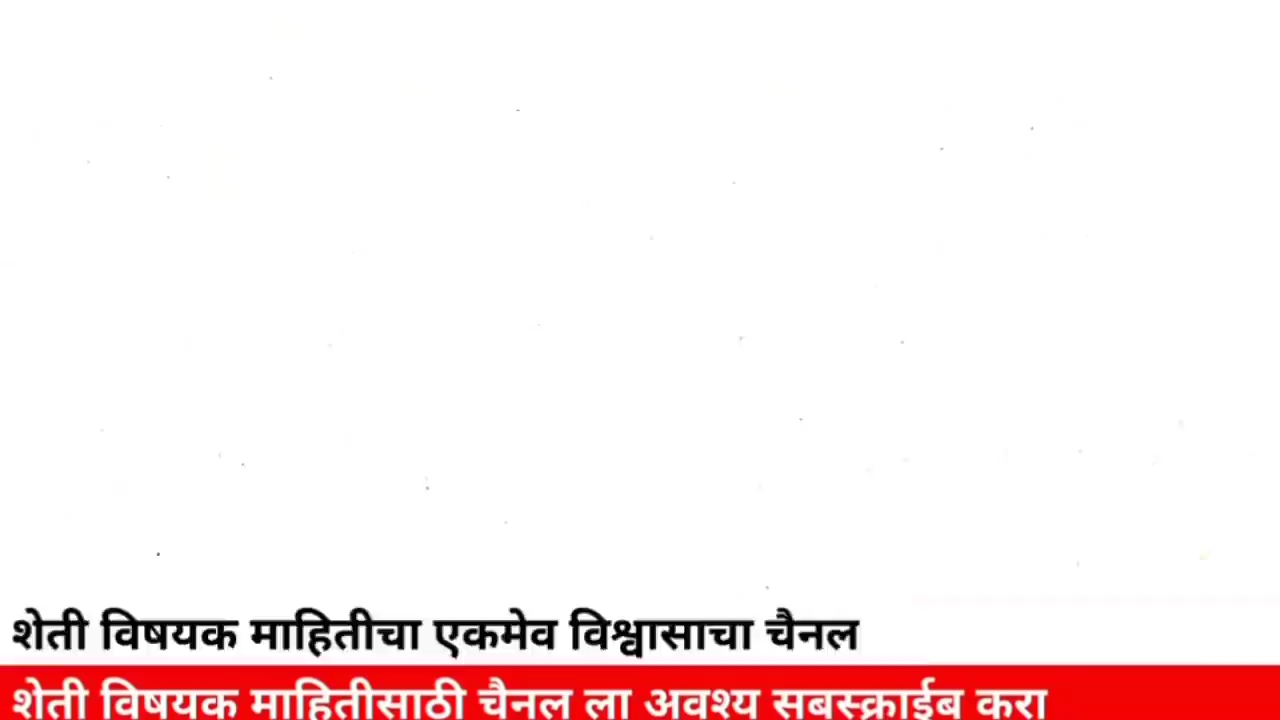 शेती विषयक माहितीचा एकमेव विश्वासाचा चैनल
शेती विषयक माहितीसाठी चैनल ला अवश्य सबस्क्राईब करा